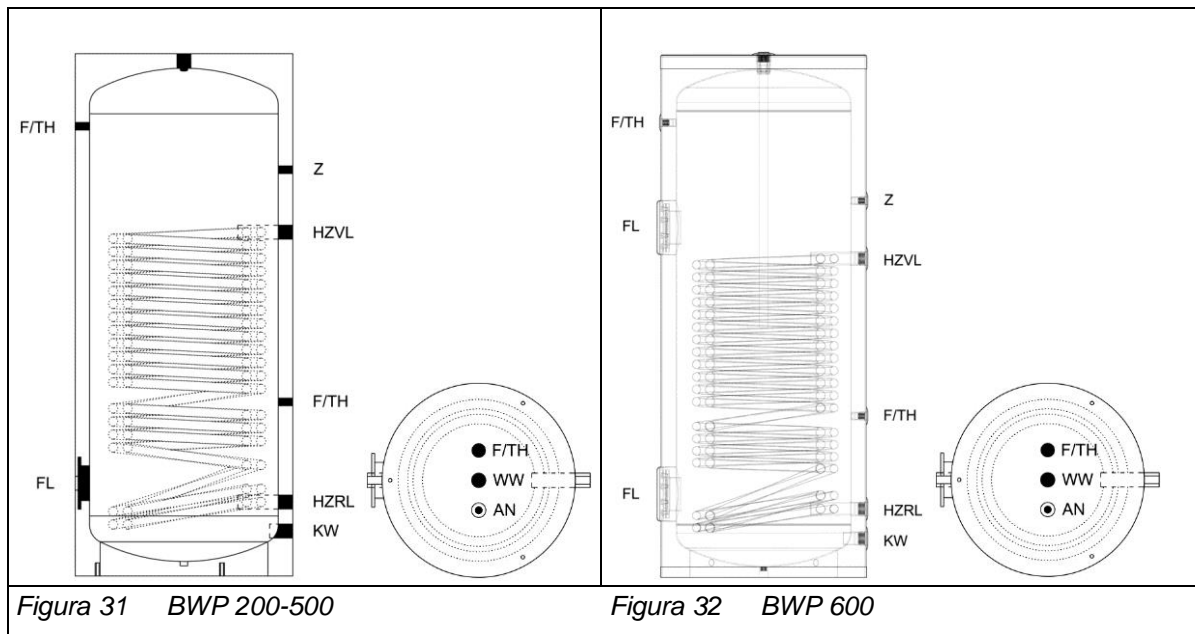 F/TH
Z
HZVL
F/TH
FL
HZRL
KW
F/TH
WW
AN
Figura 31 BWP 200-500
F/TH
Z
FL
HZVL
F/TH
FL
HZRL
KW
F/TH
WW
AN
Figura 32 BWP 600